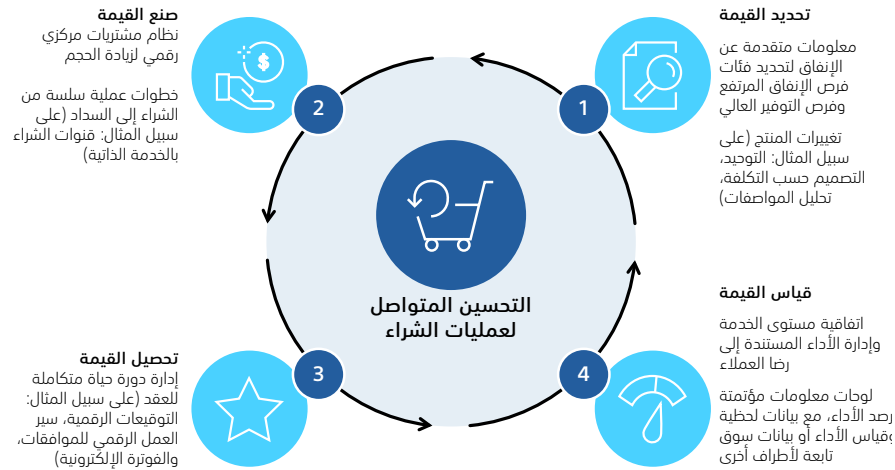 تحديد القيمة
معلومات متقدمة عن
الإنفاق لتحديد فئات
فرص الإنفاق المرتفع
وفرص التوفير العالي
تغييرات المنتج (على
سبيل المثال: التوحيد،
التصميم حسب التكلفة،
تحليل المواصفات)
1
صنع القيمة
نظام مشتريات مركزي
رقمي لزيادة الحجم
خطوات عملية سلسة من
الشراء إلى السداد (على
سبيل المثال: قنوات الشراء
بالخدمة الذاتية)
2
$
التحسين المتواصل
لعمليات الشراء
تحصيل القيمة
إدارة دورة حياة متكاملة
للعقد (على سبيل المثال:
التوقيعات الرقمية، سير
العمل الرقمي للموافقات،
والفوترة الإلكترونية)
3
قياس القيمة
اتفاقية مستوى الخدمة
وإدارة الأداء المستندة إلى
رضا العملاء
لوحات معلومات مؤتمتة
رصد الأداء، مع بيانات لحظية
وقياس الأداء أو بيانات سوق
تابعة لأطراف أخرى
4